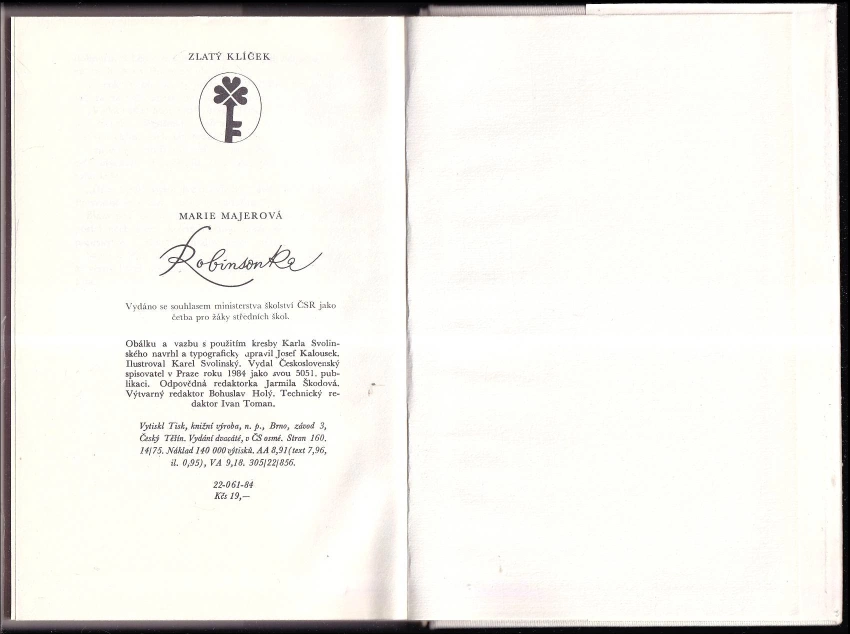 ZLATÝ KLÍČEK
MARIE MAJEROVÁ
Robinsonka
Vydáno se souhlasem ministerstva školství ČSR jako
četba pro žáky středních škol.
Obálku a vazbu s použitím kresby Karla Svolin-
ského navrhl a typograficky upravil Josef Kalousek.
Ilustroval Karel Svolinský. Vydal Československý
spisovatel v Praze roku 1984 jako svou 5051. pub-
likaci. Odpovědná redaktorka Jarmila Škodová.
Výtvarný redaktor Bohuslav Holý. Technický re-
daktor Ivan Toman.
Vytiskl Tisk, knižní výroba, n. p., Brno, závod 3,
Český Těšín. Vydání dvacáté, v ČS osmé. Stran 160.
14/75. Náklad 140 000 výtisků. AA 8,91 (text 7,96,
il. 0,95), VA 9,18. 305/22/856.
22-061-84
Kčs 19,—